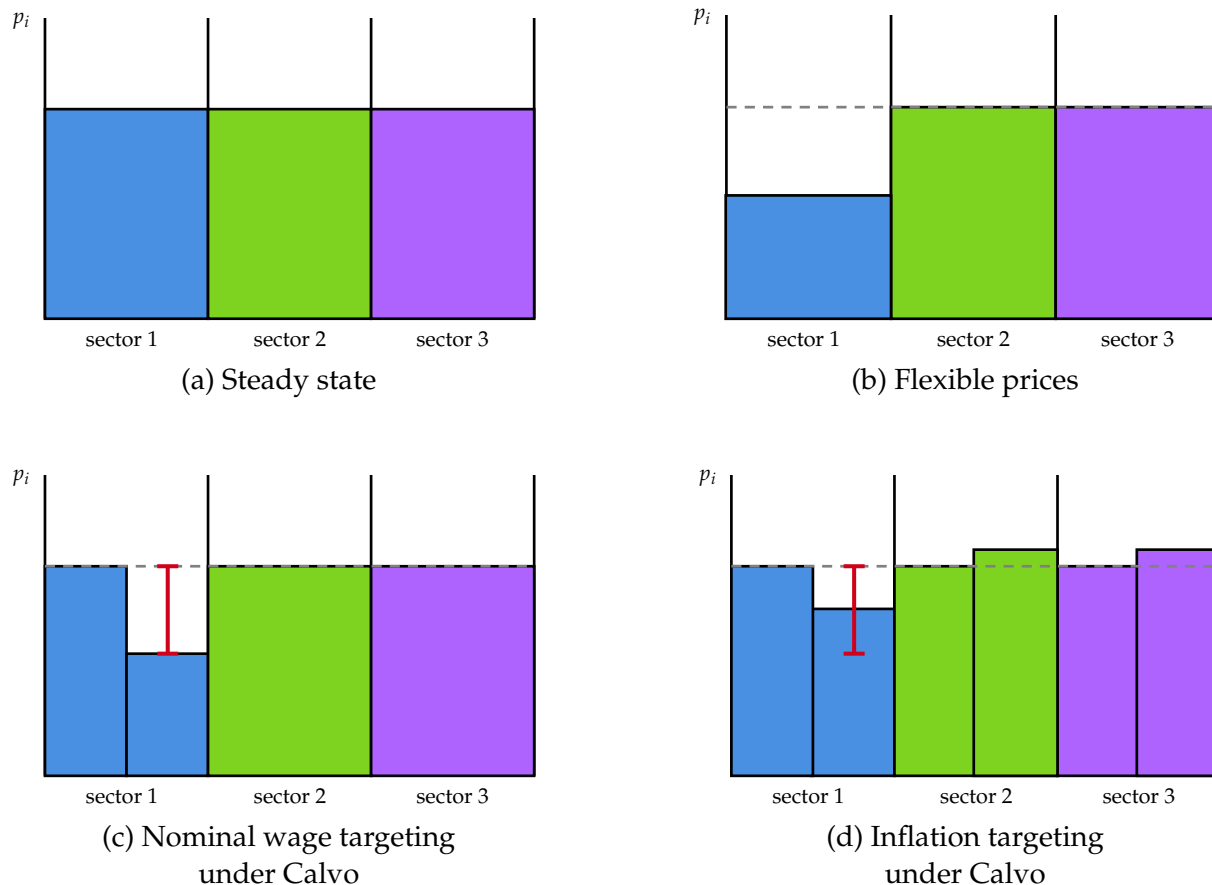 p_i
sector 1 sector 2 sector 3
(a) Steady state
p_i
sector 1 sector 2 sector 3
(b) Flexible prices
p_i
sector 1 sector 2 sector 3
(c) Nominal wage targeting
under Calvo
p_i
sector 1 sector 2 sector 3
(d) Inflation targeting
under Calvo